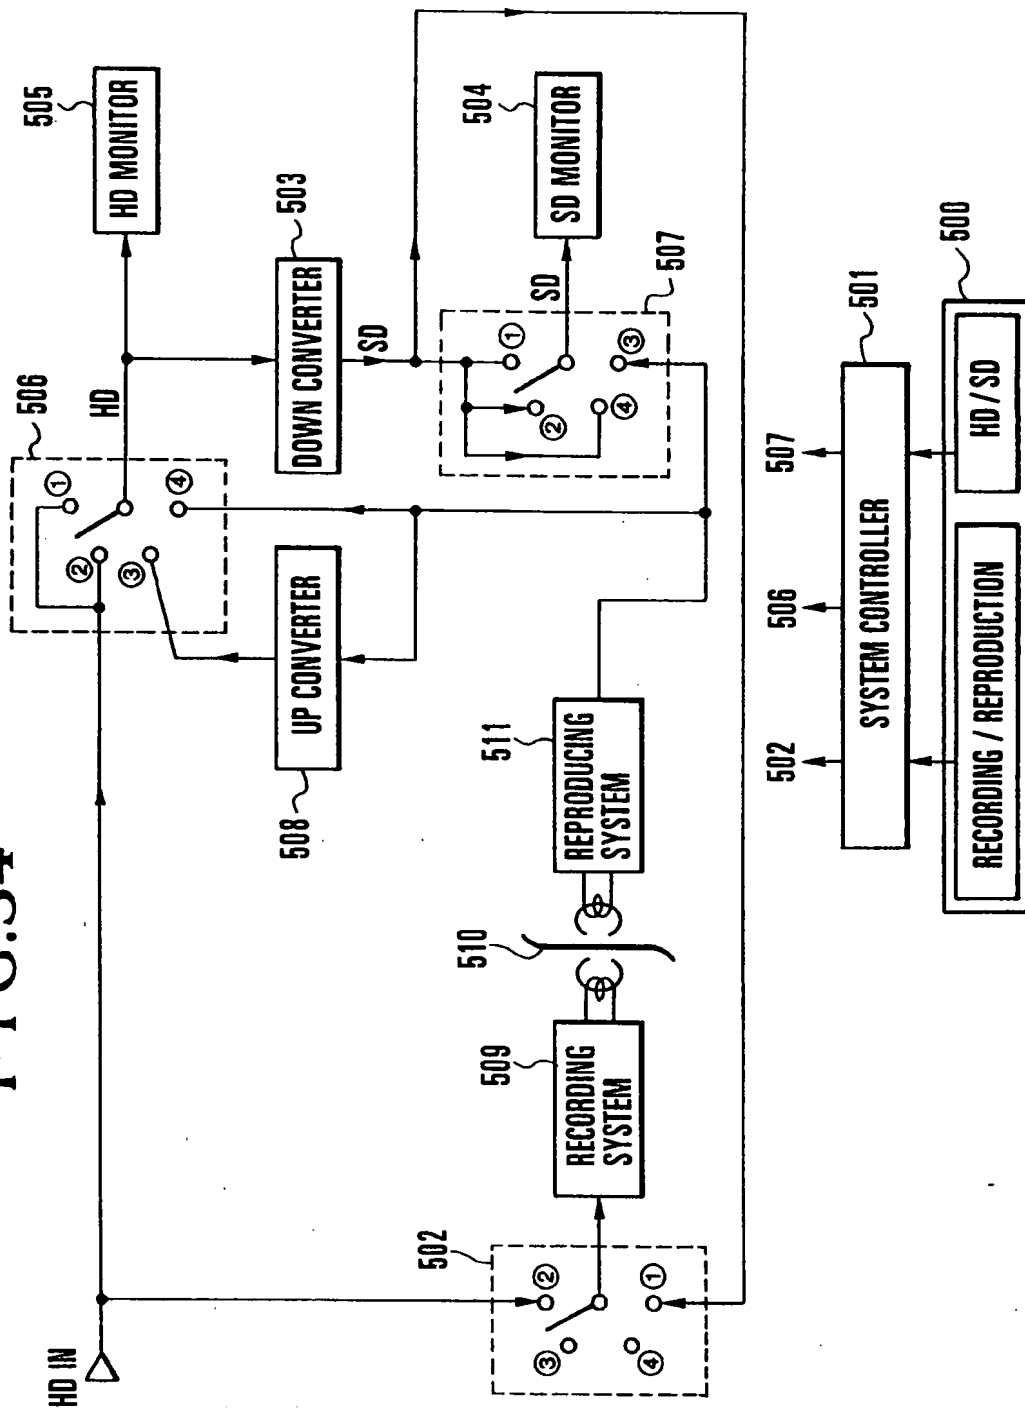 FIG.34
HD IN
506
①
②
③
④
HD
505
HD MONITOR
503
DOWN CONVERTER
SD
508
UP CONVERTER
507
①
②
③
④
SD
504
SD MONITOR
502
②
③
④
①
509
RECORDING
SYSTEM
510
511
REPRODUCING
SYSTEM
502
506
507
501
SYSTEM CONTROLLER
500
RECORDING / REPRODUCTION
HD / SD